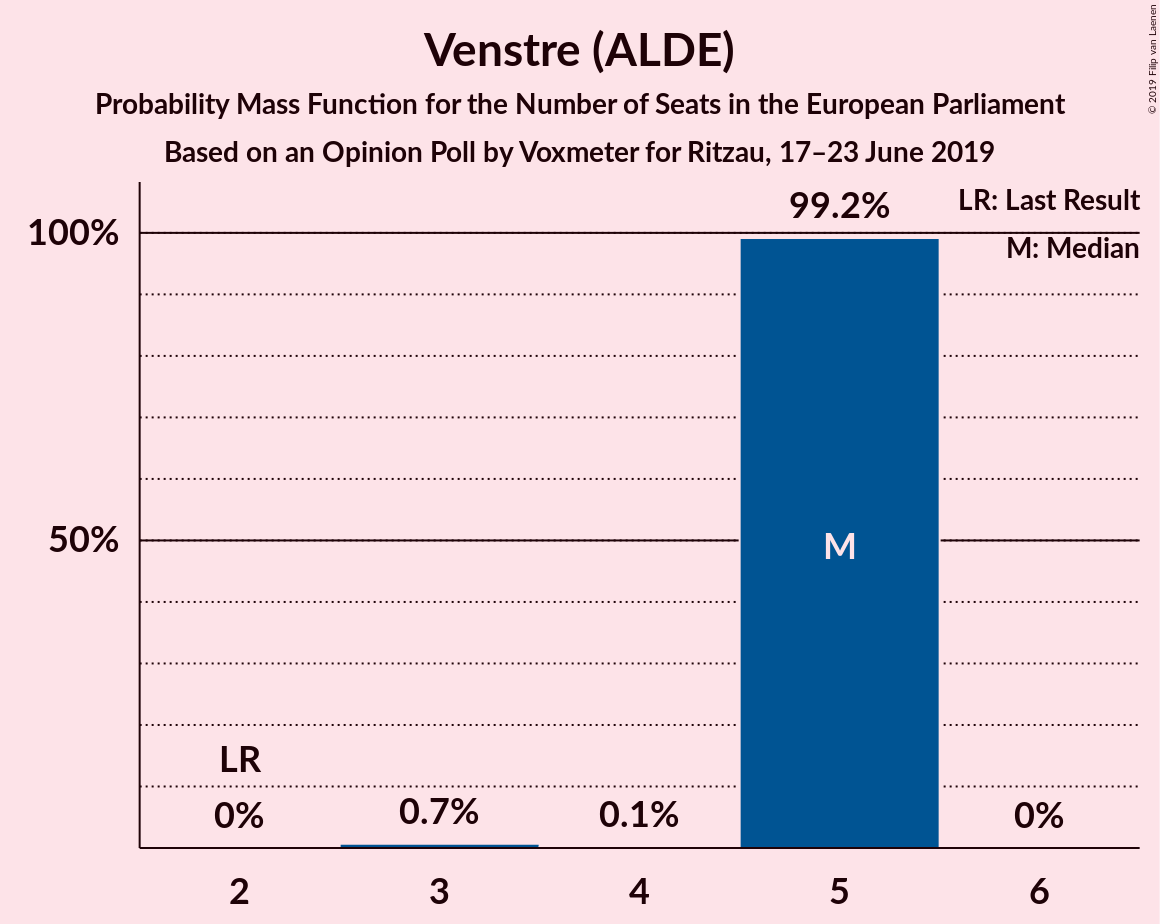 Venstre (ALDE)
Probability Mass Function for the Number of Seats in the European Parliament
Based on an Opinion Poll by Voxmeter for Ritzau, 17–23 June 2019
© 2019 Filip van Laenen
LR: Last Result
M: Median
99.2%
100%
50%
M
LR
0%
0.7%
0.1%
0%
2
3
4
5
6